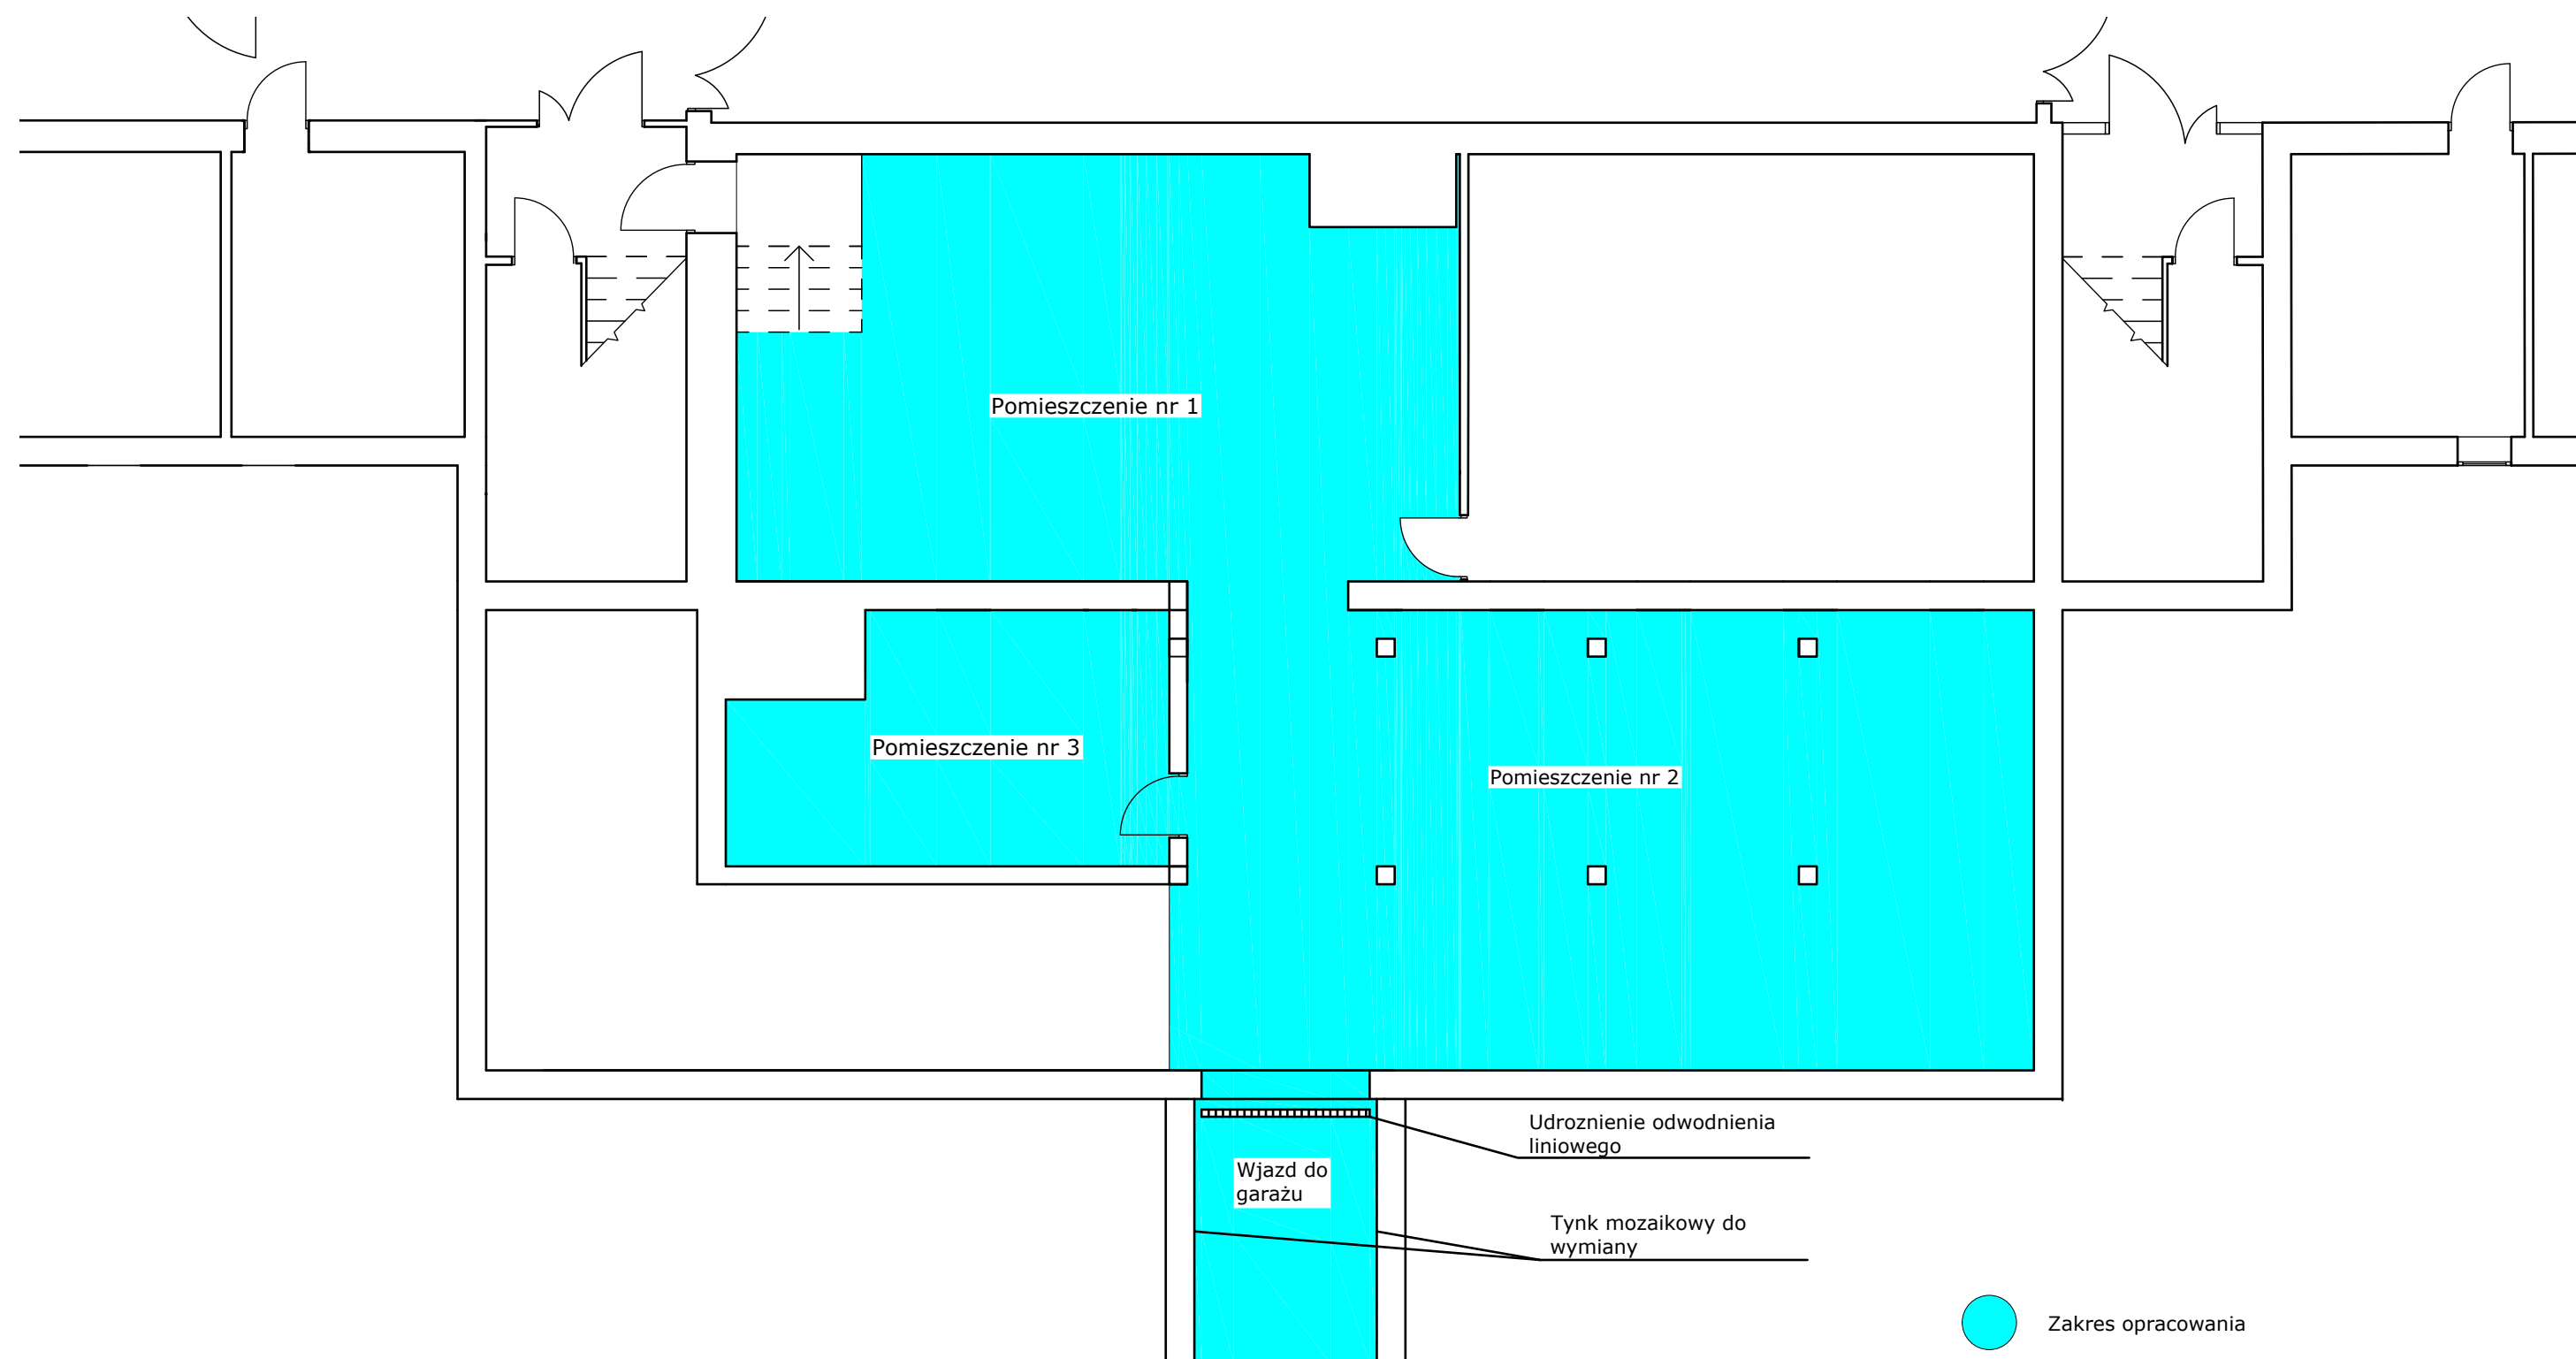 Pomieszczenie nr 1
Pomieszczenie nr 3
Pomieszczenie nr 2
Udroznienie odwodnienia
liniowego
Wjazd do
garażu
Tynk mozaikowy do
wymiany
Zakres opracowania